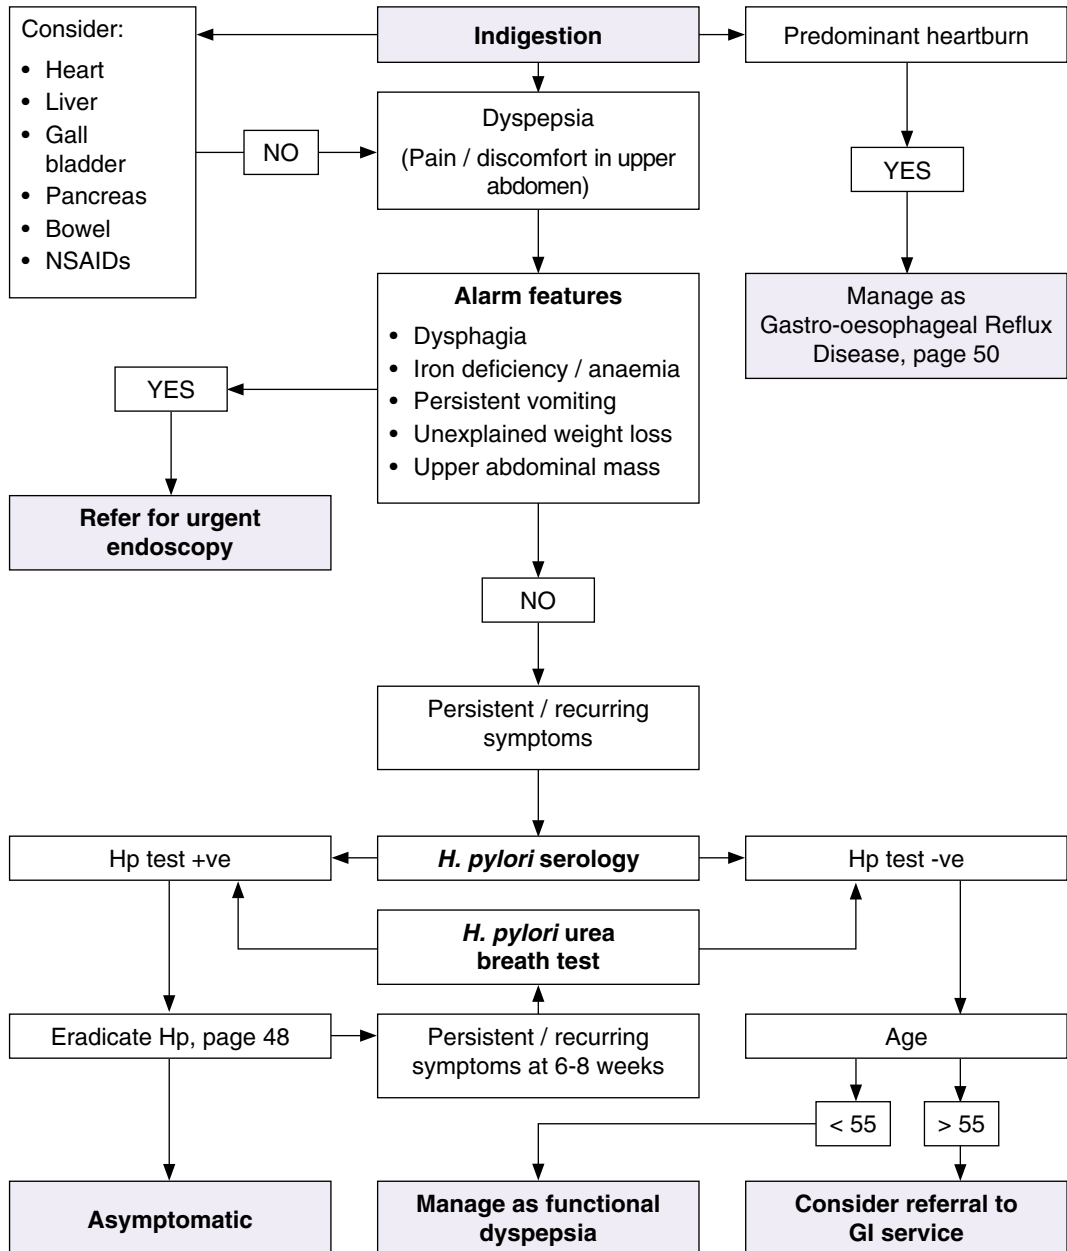 Consider:
• Heart
• Liver
• Gall
bladder
• Pancreas
• Bowel
• NSAIDs
Indigestion
Predominant heartburn
NO
Dyspepsia
(Pain / discomfort in upper
abdomen)
YES
Manage as
Gastro-oesophageal Reflux
Disease, page 50
Alarm features
• Dysphagia
• Iron deficiency / anaemia
• Persistent vomiting
• Unexplained weight loss
• Upper abdominal mass
YES
Refer for urgent
endoscopy
NO
Persistent / recurring
symptoms
Hp test +ve
H. pylori serology
Hp test -ve
H. pylori urea
breath test
Eradicate Hp, page 48
Persistent / recurring
symptoms at 6-8 weeks
Age
< 55
> 55
Asymptomatic
Manage as functional
dyspepsia
Consider referral to
GI service